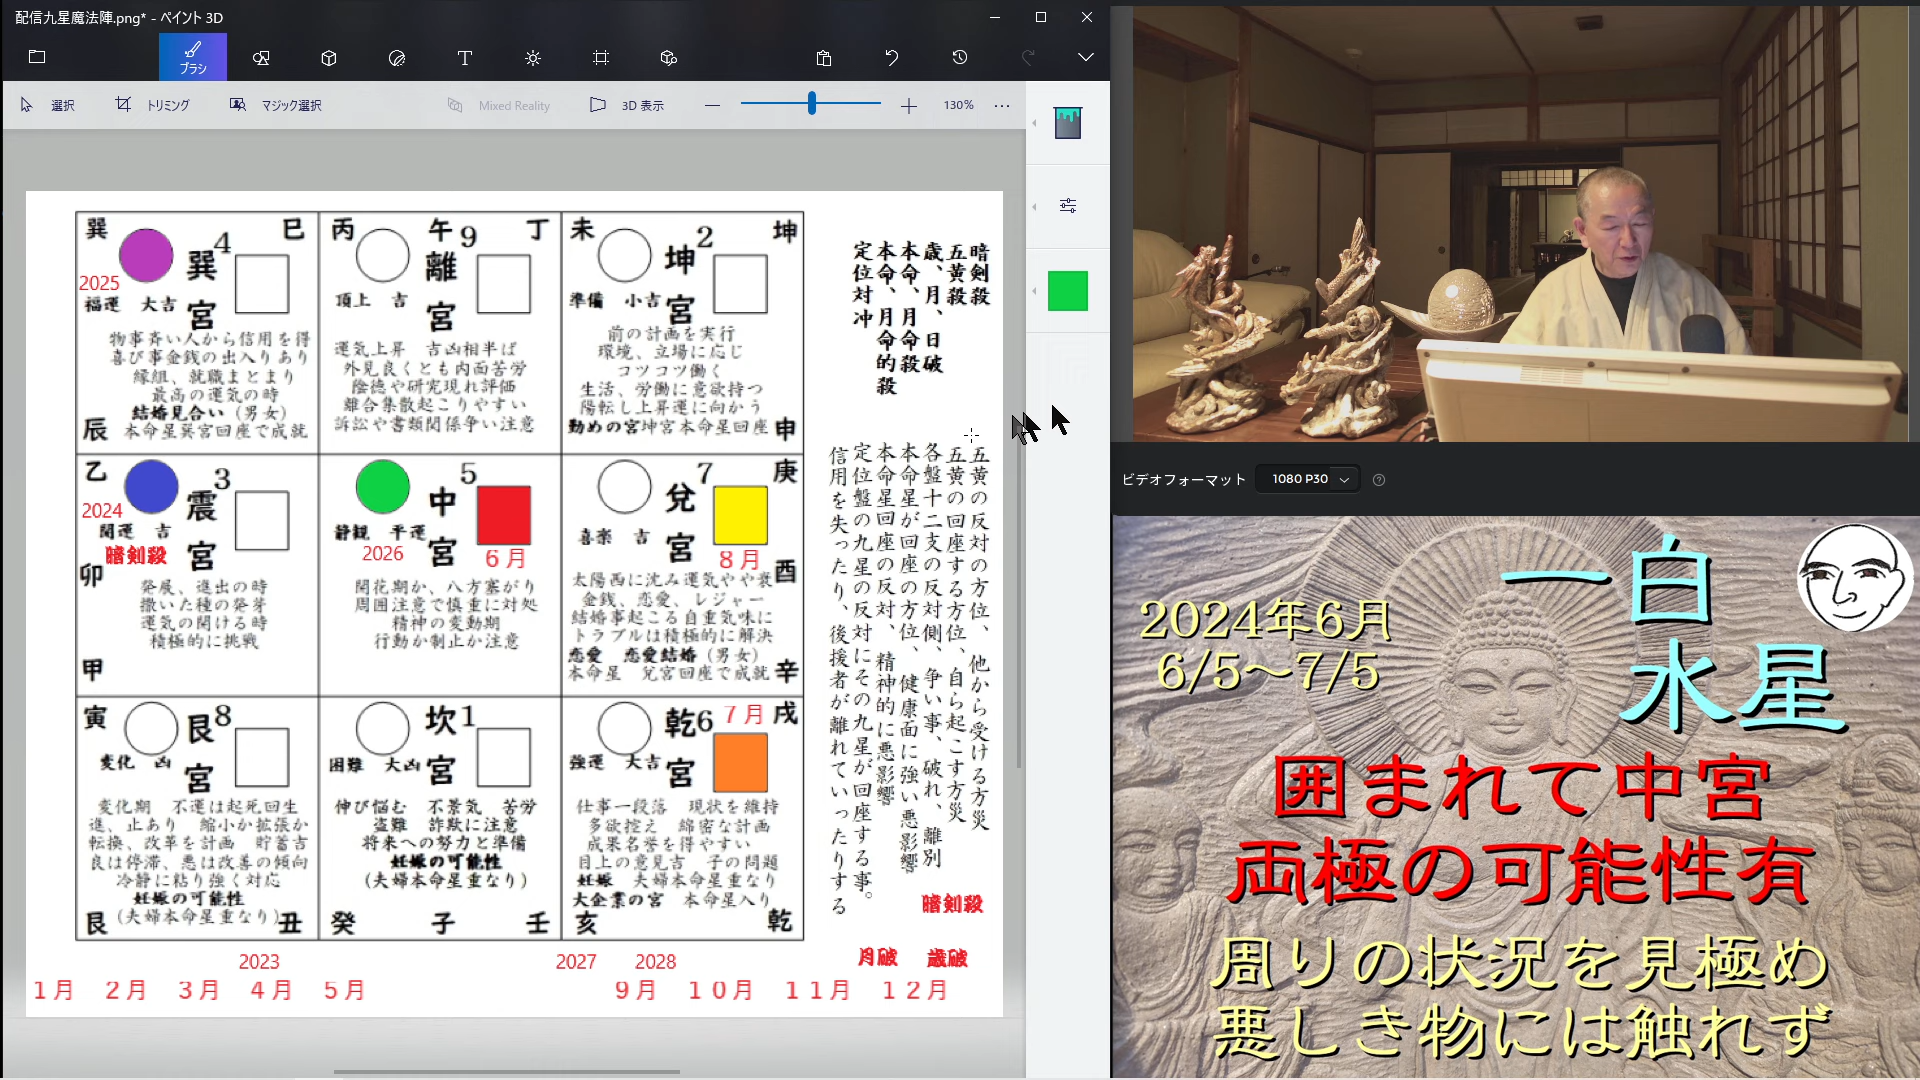 配信九星魔法陣.png* - ペイント 3D
ブラシ
選択
トリミング
マジック選択
Mixed Reality
3D 表示
130%
巽
4
巳
巽宮
2025
福運 大吉
物事斉い人から信用を得
喜び事金銭の出入りあり
縁組、就職まとまり
最高の運気の時
結婚見合い（男女）
本命星巽宮回座で成就
辰
丙
午
9
丁
離宮
頂上 吉
運気上昇 吉凶相半ば
外見良くとも内面苦労
陰徳や研究現れ評価
離合集散起こりやすい
訴訟や書類関係争い注意
未
2
坤
坤宮
準備 小吉
前の計画を実行
環境、立場に応じ
コツコツ働く
生活、労働に意欲持つ
陽転し上昇運に向かう
勤めの宮坤宮本命星回座
申
乙
3
震宮
2024
開運 吉
暗剣殺
卯
発展、進出の時
撒いた種の発芽
運気の開ける時
積極的に挑戦
甲
5
中宮
静観 平運
2026
6月
開花期か、八方塞がり
周囲注意で慎重に対処
精神の変動期
行動か制止か注意
7
庚
兌宮
喜楽 吉
8月
酉
太陽西に沈み運気やや衰
金銭、恋愛、レジャー
結婚事起こる自重気味に
トラブルは積極的に解決
恋愛 恋愛結婚（男女）
本命星 兌宮回座で成就
辛
寅
8
艮宮
変化 凶
変化期 不運は起死回生
進、止あり 縮小か拡張か
転換、改革を計画 貯蓄吉
良は停滞、悪は改善の傾向
冷静に粘り強く対応
妊娠の可能性
（夫婦本命星重なり）
艮
丑
坎宮
1
困難 大凶
伸び悩む 不景気 苦労
盗難 詐欺に注意
将来への努力と準備
妊娠の可能性
（夫婦本命星重なり）
癸
子
壬
乾宮
6
7月
戌
強運 大吉
仕事一段落 現状を維持
多欲控え 綿密な計画
成果名誉を得やすい
目上の意見吉 子の問題
妊娠 夫婦本命星重なり
大企業の宮 本命星入り
亥
乾
暗剣殺
五黄殺
歳、月、日破
本命、月命殺
本命、月命的殺
定位対冲
五黄の反対の方位、他から受ける方災
五黄の回座する方位、自ら起こす方災
各盤十二支の反対側、争い事、破れ、離別
本命星が回座の方位、健康面に強い悪影響
本命星回座の反対、精神的に悪影響
定位盤の九星の反対にその九星が回座する事。
信用を失ったり、後援者が離れていったりする
暗剣殺
月破
歳破
2023
2027
2028
1月 2月 3月 4月 5月
9月 10月 11月 12月
ビデオフォーマット
1080 P30
一白
水星
2024年6月
6/5～7/5
囲まれて中宮
両極の可能性有
周りの状況を見極め
悪しき物には触れず